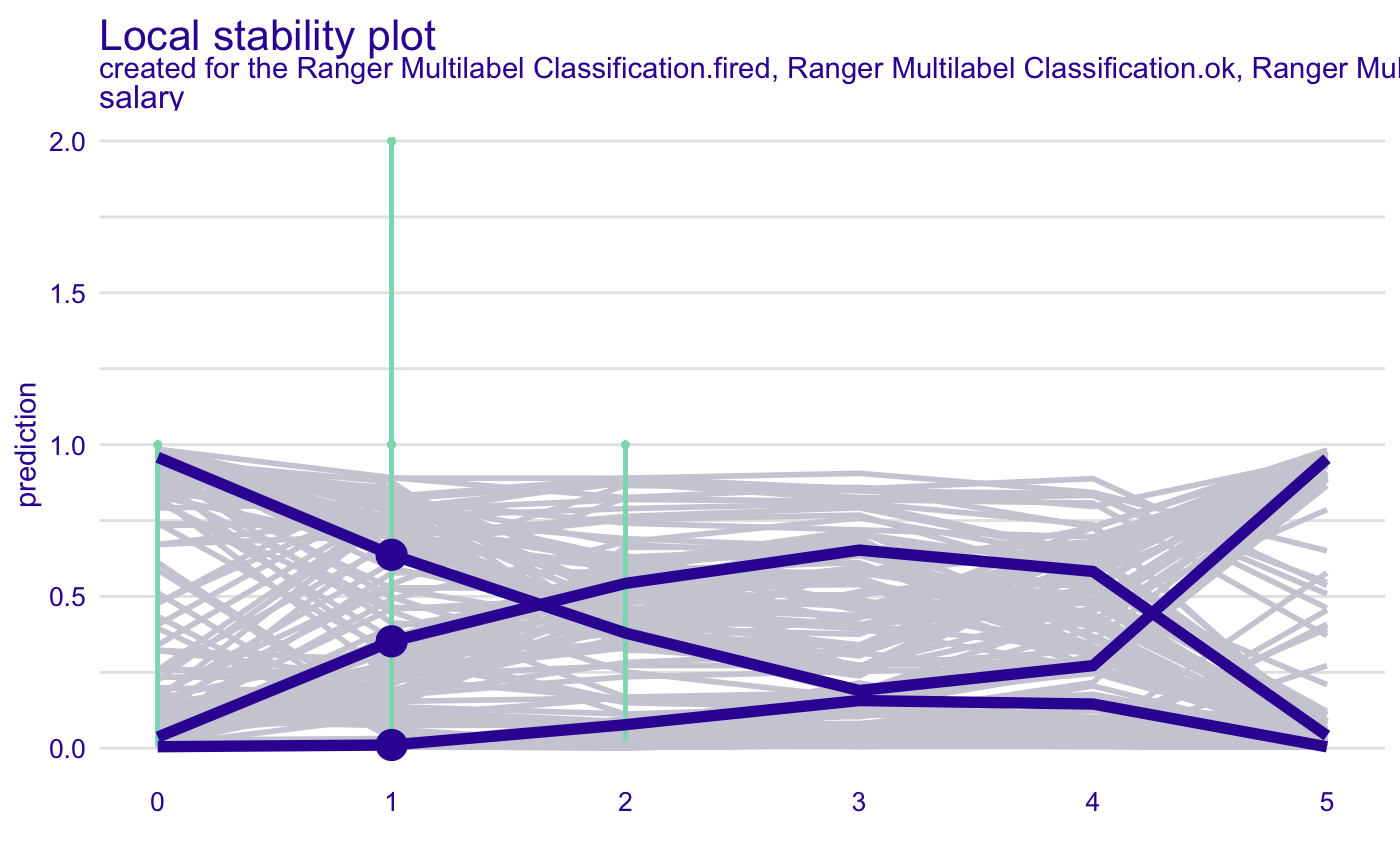 Local stability plot
created for the Ranger Multilabel Classification.fired, Ranger Multilabel Classification.ok, Ranger
salary
2.0
1.5
1.0
0.5
0.0
prediction
0 1 2 3 4 5